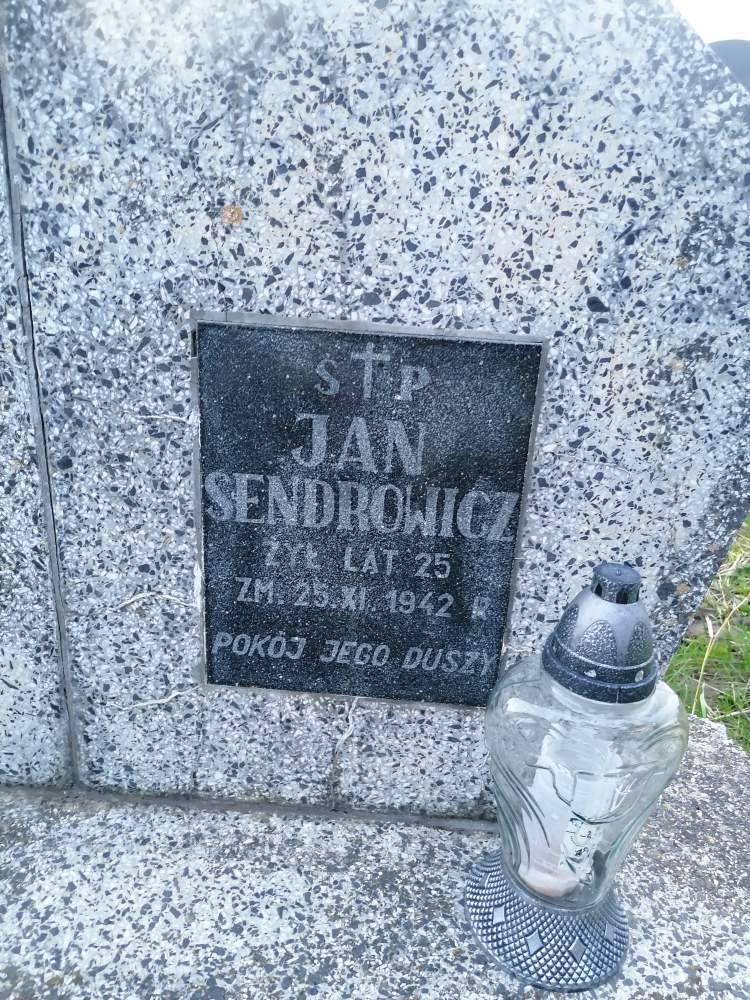 S P
JAN
SENDROWICZ
ŻYŁ LAT 25
ZM. 25.XI.1942 R
POKÓJ JEGO DUSZY